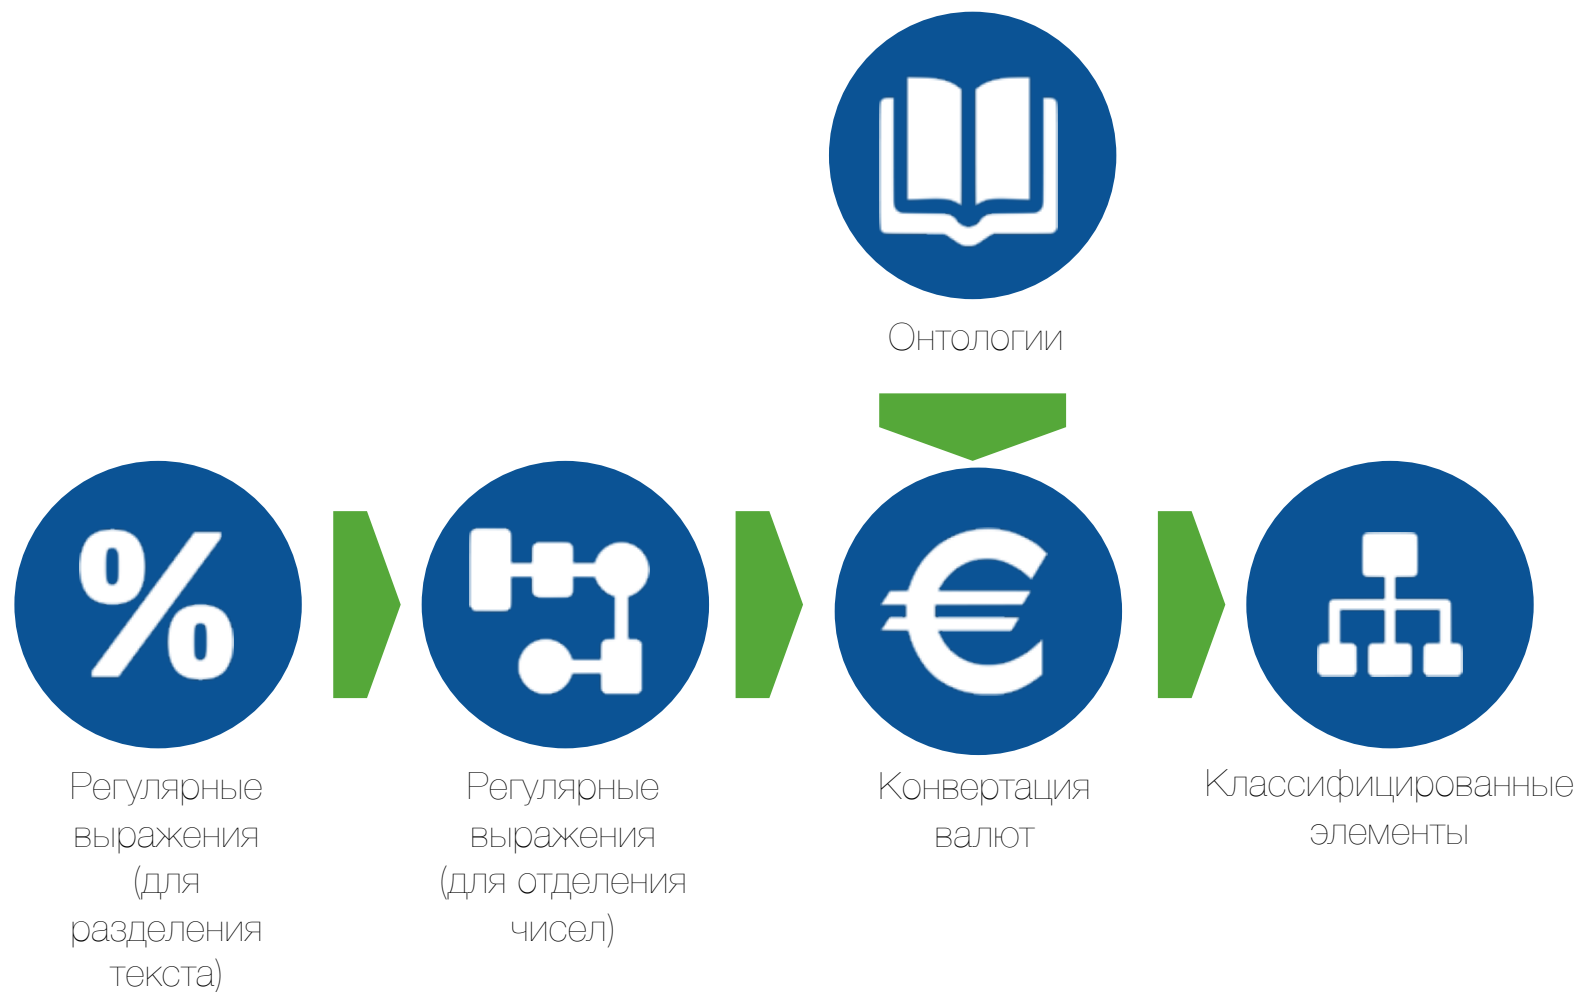 Онтологии
Регулярные
выражения
(для
разделения
текста)
Регулярные
выражения
(для отделения
чисел)
Конвертация
валют
Классифицированные
элементы